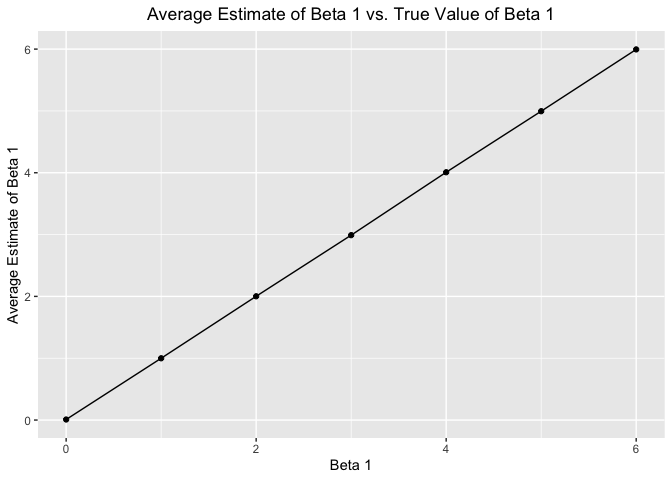 Average Estimate of Beta 1 vs. True Value of Beta 1
Average Estimate of Beta 1
6
4
2
0
0 2 4 6
Beta 1